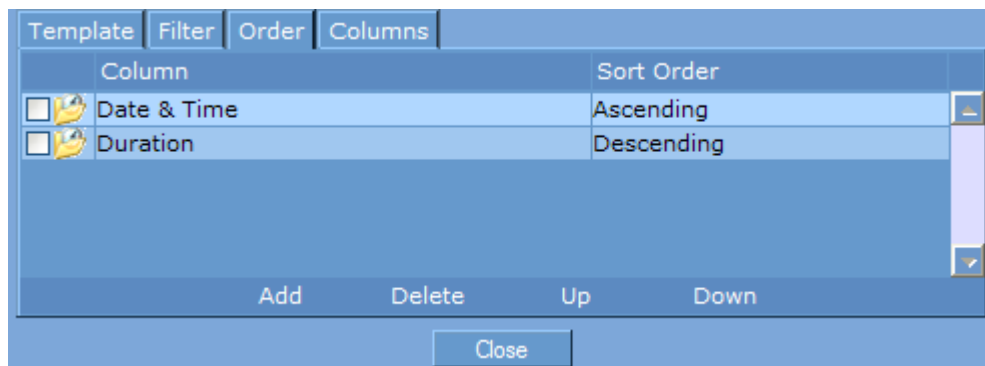 Template Filter Order Columns
Column Sort Order
Date & Time Ascending
Duration Descending
Add Delete Up Down
Close